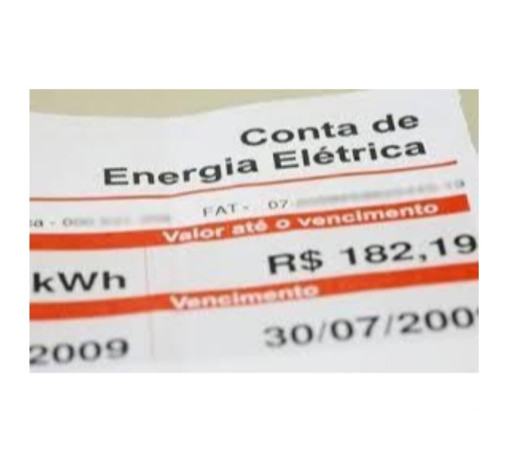 Conta de
Energia Elétrica
FAT - 07
Valor até o vencimento
kWh R$ 182,19
Vencimento
2009 30/07/200